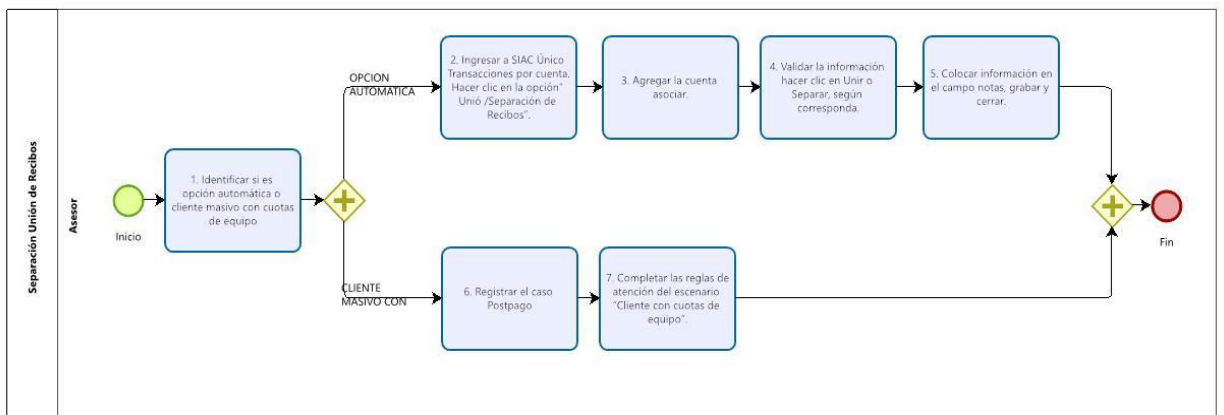 Separación Unión de Recibos
Asesor
Inicio
1. Identificar si es
opción automática o
cliente masivo con cuotas
de equipo
OPCION
AUTOMATICA
2. Ingresar a SIAC Único
Transacciones por cuenta.
Hacer clic en la opción"
Unió /Separación de
Recibos".
3. Agregar la cuenta
asociar.
4. Validar la información
hacer clic en Unir o
Separar, según
corresponda.
5. Colocar información en
el campo notas, grabar y
cerrar.
CLIENTE
MASIVO CON
6. Registrar el caso
Postpago
7. Completar las reglas de
atención del escenario
"Cliente con cuotas de
equipo".
Fin